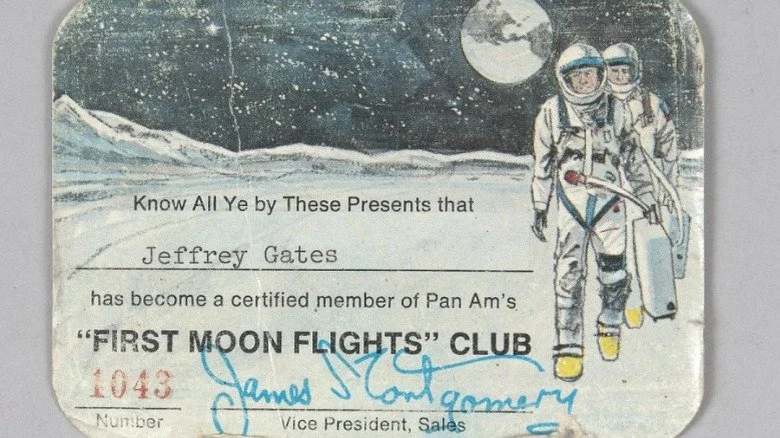 Know All Ye by These Presents that
Jeffrey Gates
has become a certified member of Pan Am's
"FIRST MOON FLIGHTS" CLUB
1043 James Montgomery
Number Vice President, Sales